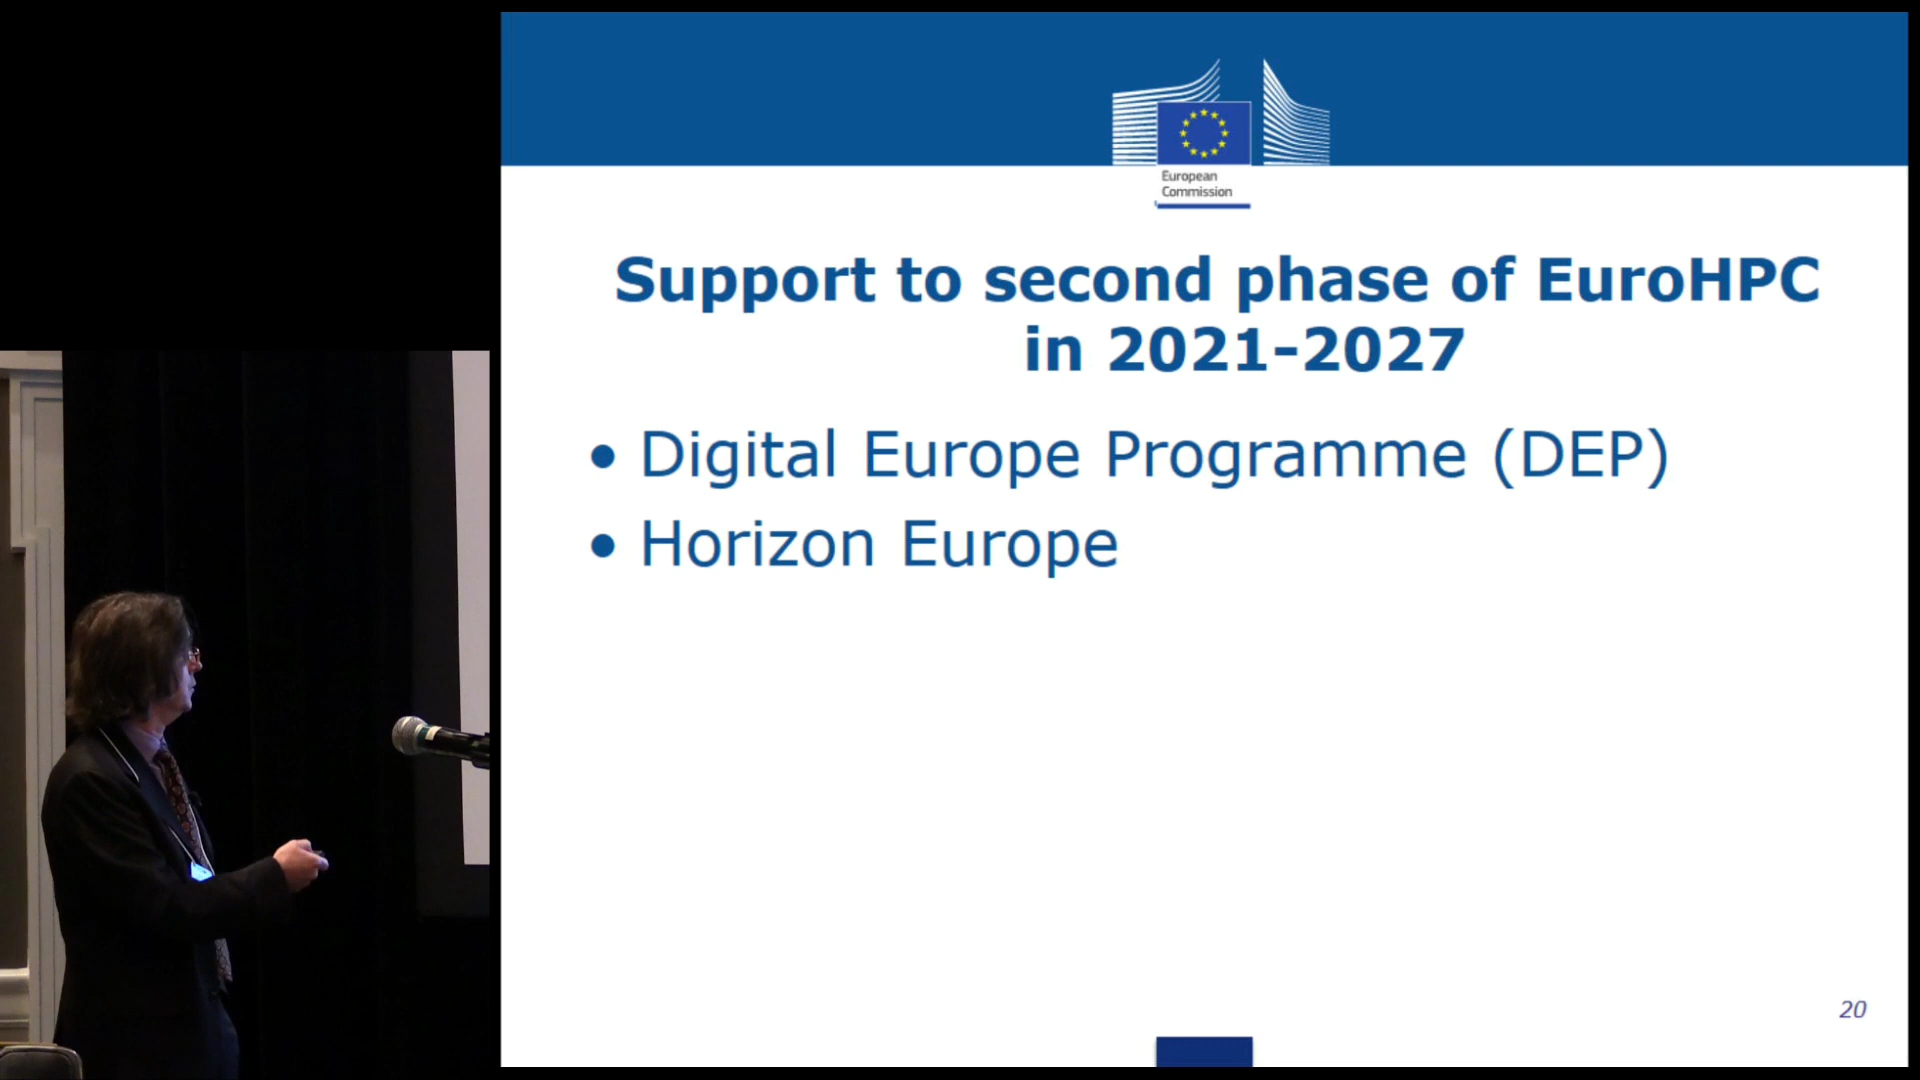 European
Commission
Support to second phase of EuroHPC
in 2021-2027
• Digital Europe Programme (DEP)
• Horizon Europe
20